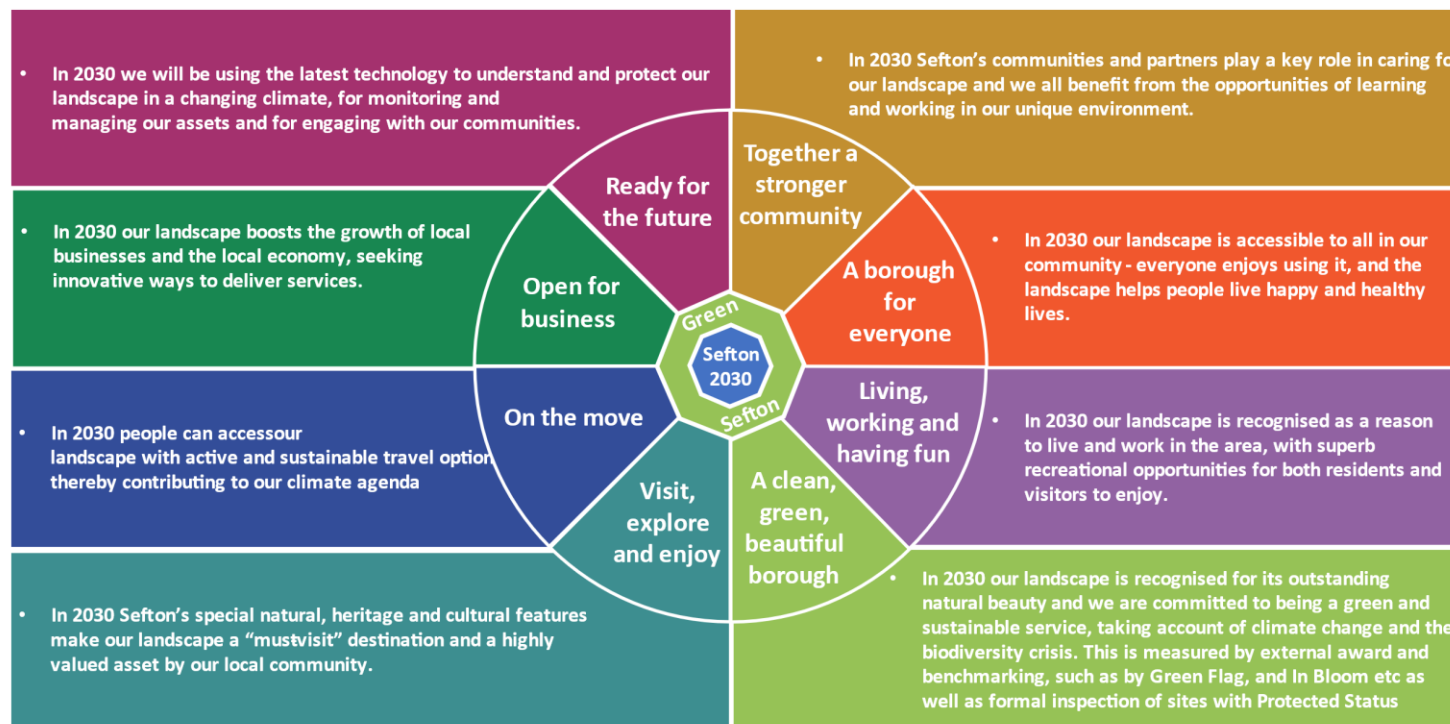 • In 2030 we will be using the latest technology to understand and protect our
landscape in a changing climate, for monitoring and
managing our assets and for engaging with our communities.
• In 2030 Sefton's communities and partners play a key role in caring fo
our landscape and we all benefit from the opportunities of learning
and working in our unique environment.
Ready for
the future
Together a
stronger
community
• In 2030 our landscape boosts the growth of local
businesses and the local economy, seeking
innovative ways to deliver services.
Open for
business
A borough
for
everyone
• In 2030 our landscape is accessible to all in our
community - everyone enjoys using it, and the
landscape helps people live happy and healthy
lives.
Green
Sefton
2030
Sefton
• In 2030 people can accessour
landscape with active and sustainable travel option
thereby contributing to our climate agenda
On the move
Living,
working and
having fun
• In 2030 our landscape is recognised as a reason
to live and work in the area, with superb
recreational opportunities for both residents and
visitors to enjoy.
Visit,
explore
and enjoy
A clean,
green,
beautiful
borough
• In 2030 Sefton's special natural, heritage and cultural features
make our landscape a “mustvisit” destination and a highly
valued asset by our local community.
• In 2030 our landscape is recognised for its outstanding
natural beauty and we are committed to being a green and
sustainable service, taking account of climate change and the
biodiversity crisis. This is measured by external award and
benchmarking, such as by Green Flag, and In Bloom etc as
well as formal inspection of sites with Protected Status